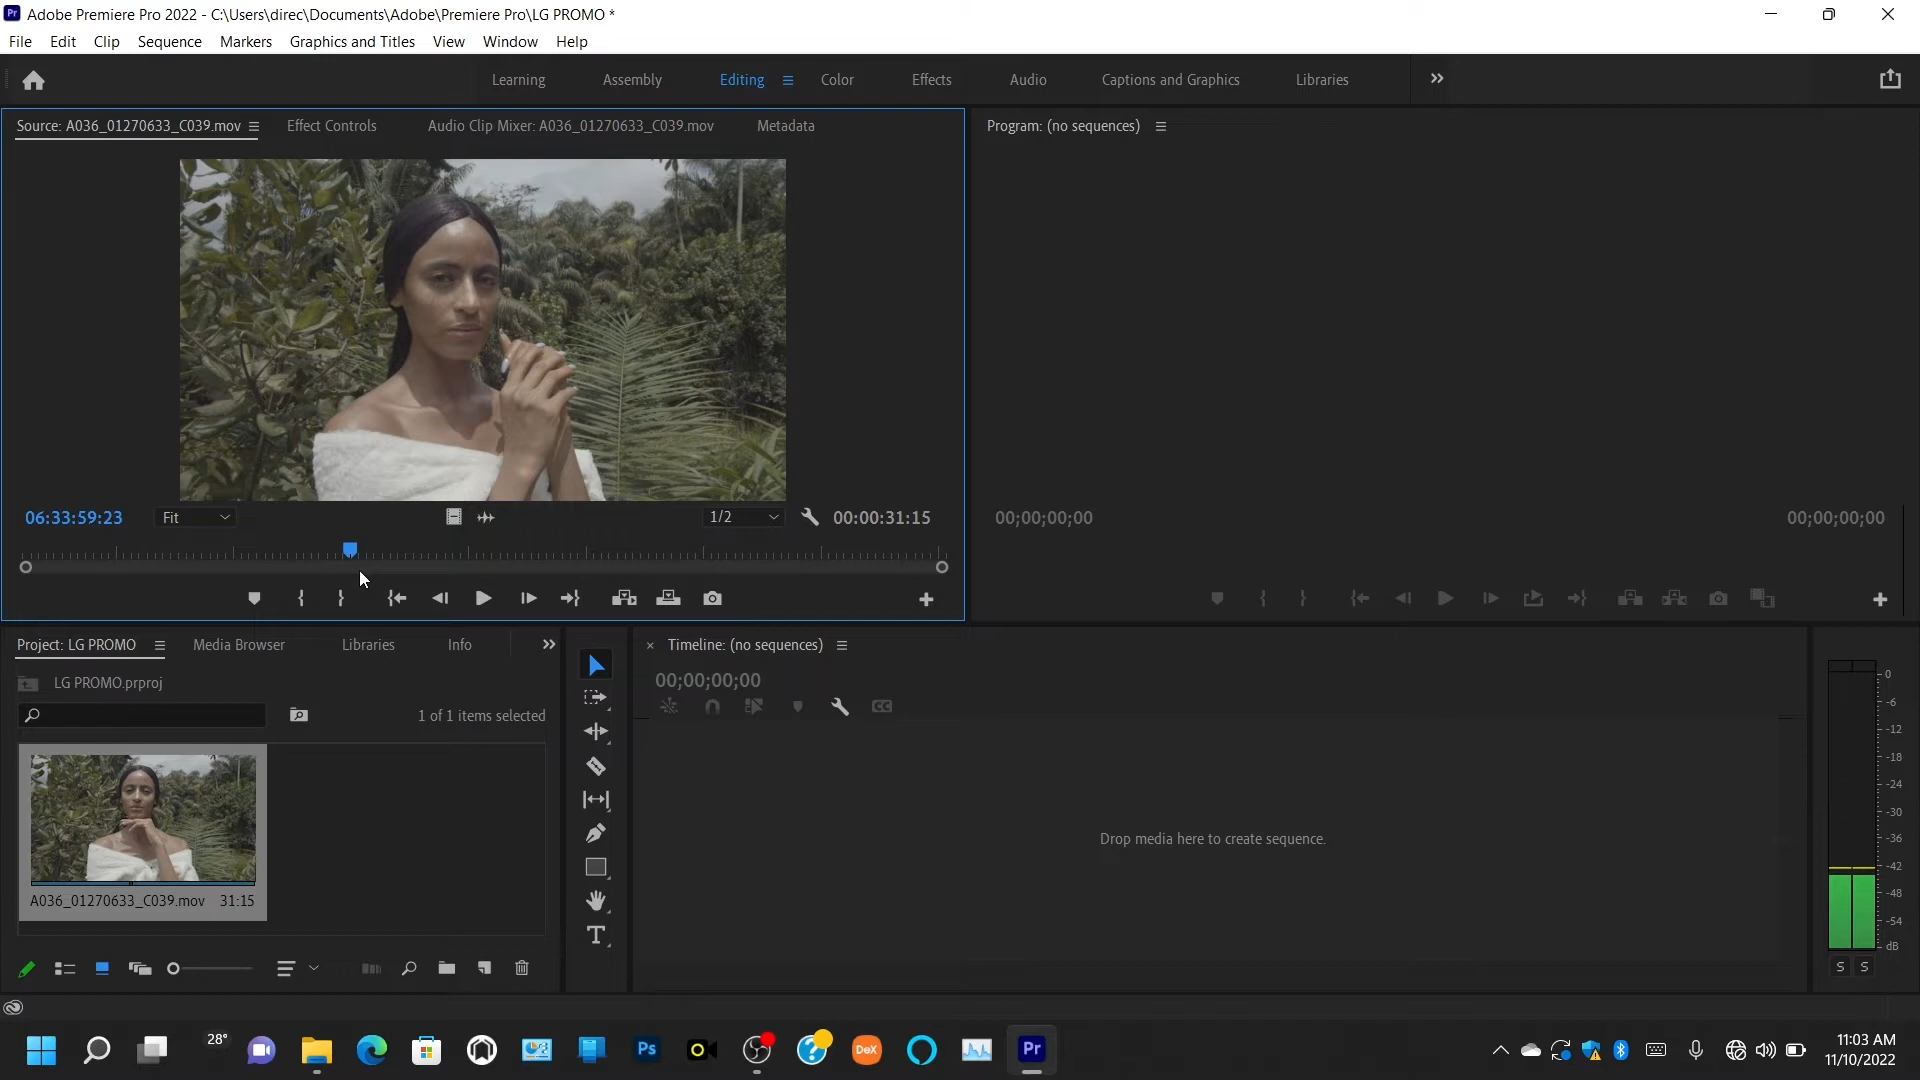 Pr Adobe Premiere Pro 2022 - C:\Users\direc\Documents\Adobe\Premiere Pro\LG PROMO *
File Edit Clip Sequence Markers Graphics and Titles View Window Help
Learning Assembly Editing Color Effects Audio Captions and Graphics Libraries
Source: A036_01270633_C039.mov Effect Controls Audio Clip Mixer: A036_01270633_C039.mov Metadata
Program: (no sequences)
06:33:59:23 Fit 1/2 00:00:31:15
00;00;00;00 00;00;00;00
Project: LG PROMO Media Browser Libraries Info
LG PROMO.prproj
1 of 1 items selected
A036_01270633_C039.mov 31:15
× Timeline: (no sequences)
00;00;00;00
CC
Drop media here to create sequence.
T
0
-6
-12
-18
-24
-30
-36
-42
-48
-54
dB
S S
28°
Ps
DeX
Pr
11:03 AM
11/10/2022